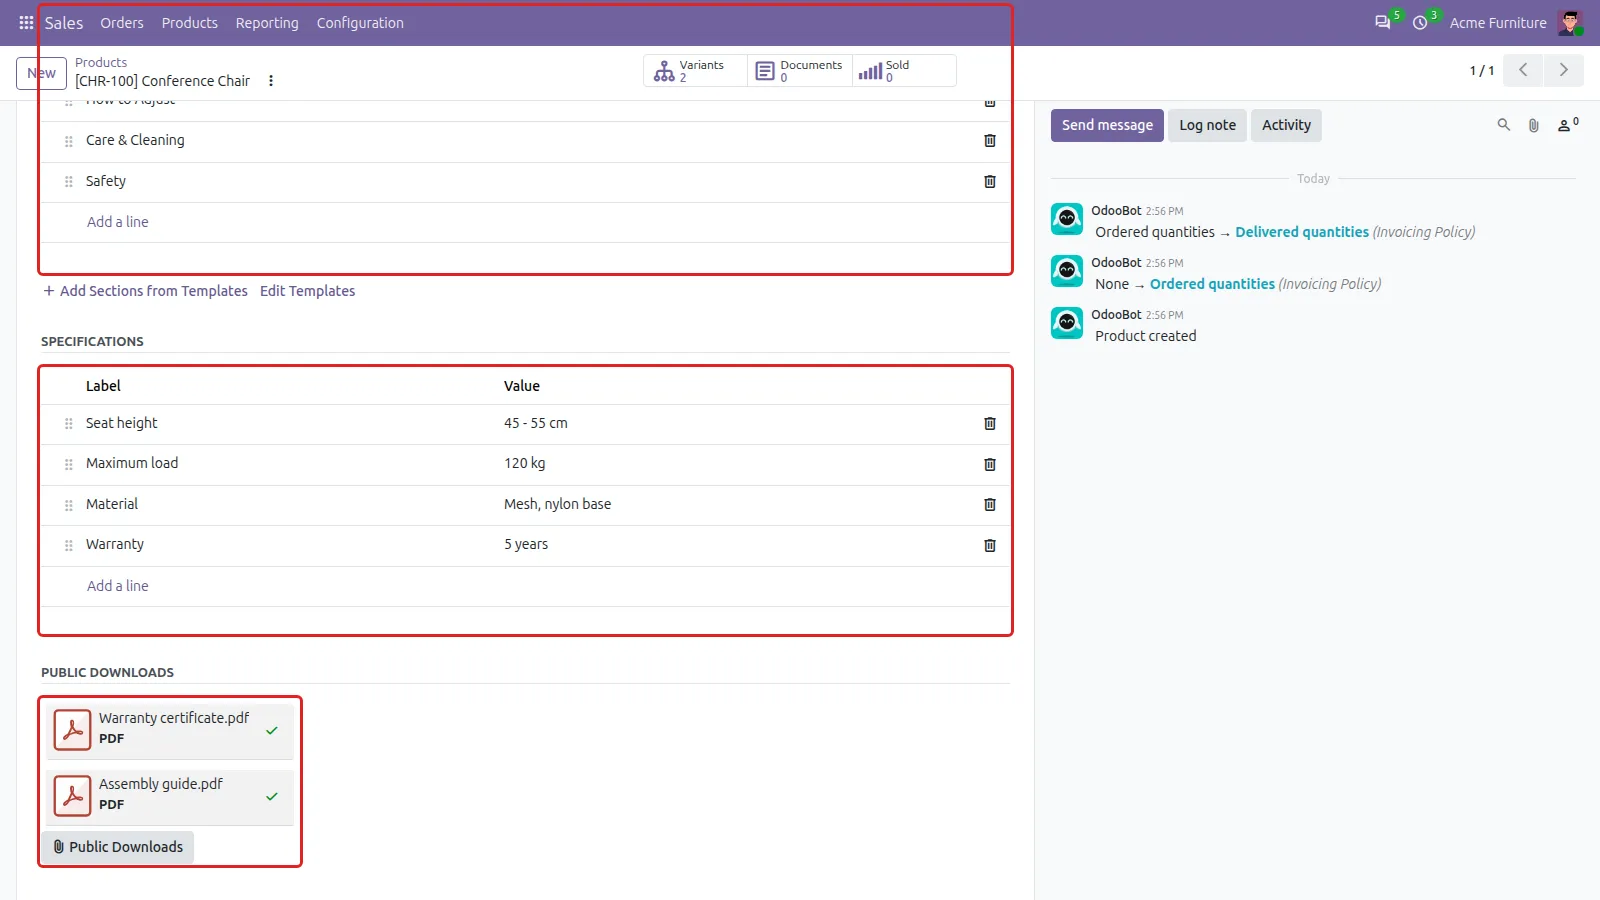 Sales Orders Products Reporting Configuration 5 3 Acme Furniture
New Products
[CHR-100] Conference Chair
Variants 2 Documents 0 Sold 0
1 / 1
How to Adjust
Care & Cleaning
Safety
Add a line
+ Add Sections from Templates Edit Templates
SPECIFICATIONS
Label Value
Seat height 45 - 55 cm
Maximum load 120 kg
Material Mesh, nylon base
Warranty 5 years
Add a line
PUBLIC DOWNLOADS
Warranty certificate.pdf
PDF
Assembly guide.pdf
PDF
Public Downloads
Send message Log note Activity 0
Today
OdooBot 2:56 PM
Ordered quantities → Delivered quantities (Invoicing Policy)
OdooBot 2:56 PM
None → Ordered quantities (Invoicing Policy)
OdooBot 2:56 PM
Product created